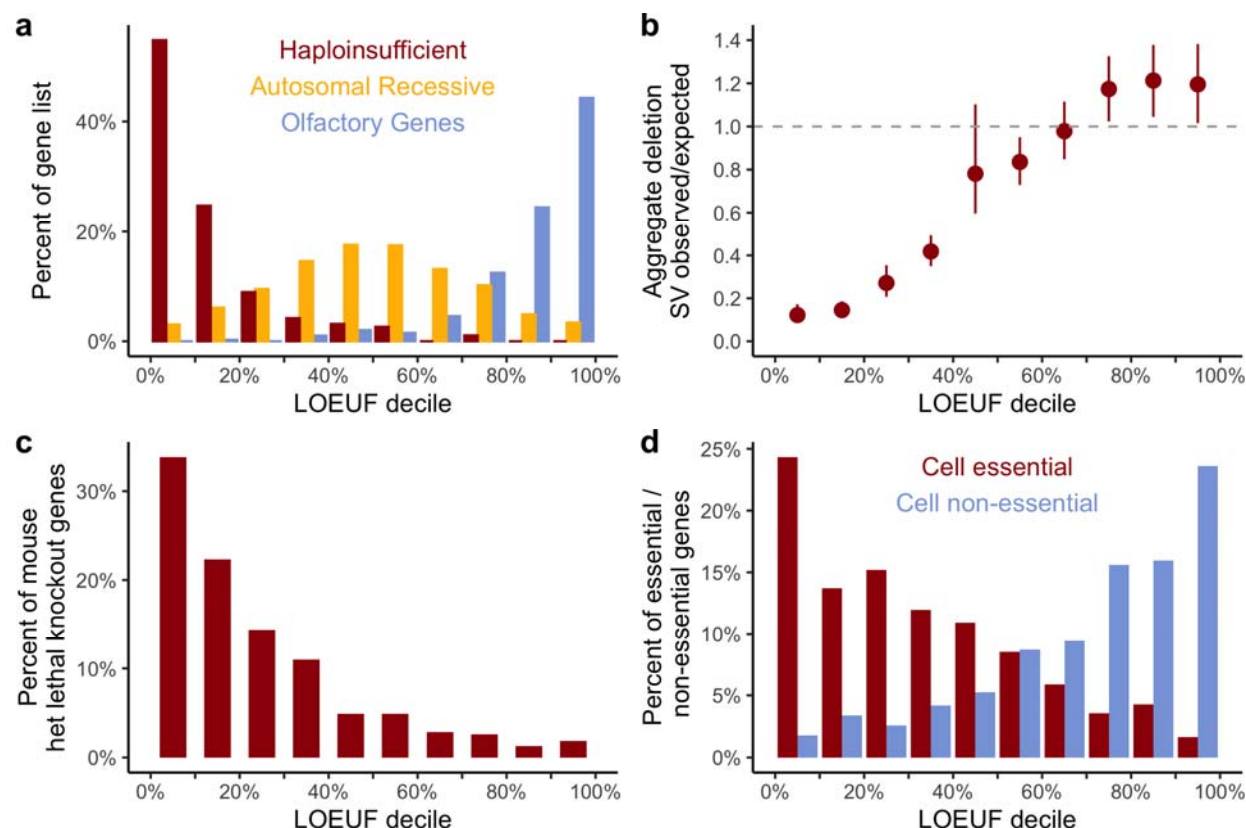 a
Haploinsufficient
Autosomal Recessive
Olfactory Genes
Percent of gene list
40%
20%
0%
0%
20%
40%
60%
80%
100%
LOEUF decile
b
Aggregate deletion
SV observed/expected
1.4
1.2
1.0
0.8
0.6
0.4
0.2
0.0
0%
20%
40%
60%
80%
100%
LOEUF decile
c
Percent of mouse
het lethal knockout genes
30%
20%
10%
0%
0%
20%
40%
60%
80%
100%
LOEUF decile
d
Cell essential
Cell non-essential
Percent of essential /
non-essential genes
25%
20%
15%
10%
5%
0%
0%
20%
40%
60%
80%
100%
LOEUF decile